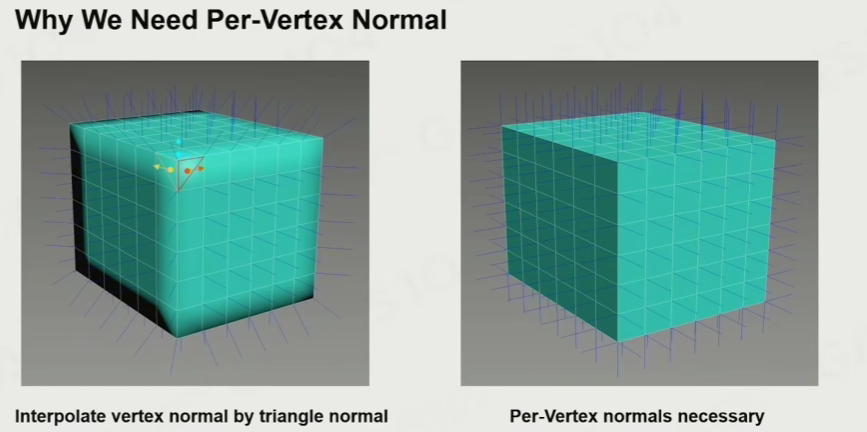 Why We Need Per-Vertex Normal
Interpolate vertex normal by triangle normal
Per-Vertex normals necessary